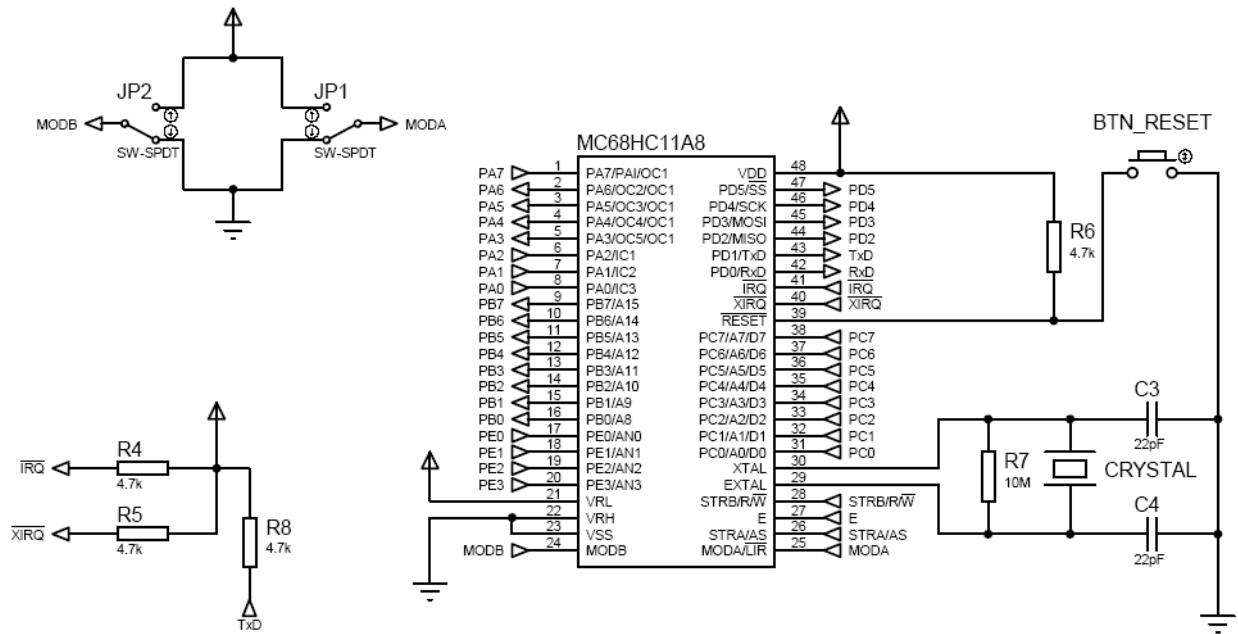 JP2
JP1
MODB
MODA
SW-SPDT
SW-SPDT
MC68HC11A8
BTN_RESET
PA7 1 PA7/PAI/OC1
PA6 2 PA6/OC2/OC1
PA5 3 PA5/OC3/OC1
PA4 4 PA4/OC4/OC1
PA3 5 PA3/OC5/OC1
PA2 6 PA2/IC1
PA1 7 PA1/IC2
PA0 8 PA0/IC3
PB7 9 PB7/A15
PB6 10 PB6/A14
PB5 11 PB5/A13
PB4 12 PB4/A12
PB3 13 PB3/A11
PB2 14 PB2/A10
PB1 15 PB1/A9
PB0 16 PB0/A8
PE0 17 PE0/AN0
PE1 18 PE1/AN1
PE2 19 PE2/AN2
PE3 20 PE3/AN3
21 VRL
22 VRH
23 VSS
MODB 24 MODB
VDD 48
PD5/SS 47 PD5
PD4/SCK 46 PD4
PD3/MOSI 45 PD3
PD2/MISO 44 PD2
PD1/TxD 43 TxD
PD0/RxD 42 RxD
IRQ 41 IRQ
XIRQ 40 XIRQ
RESET 39
PC7/A7/D7 38 PC7
PC6/A6/D6 37 PC6
PC5/A5/D5 36 PC5
PC4/A4/D4 35 PC4
PC3/A3/D3 34 PC3
PC2/A2/D2 33 PC2
PC1/A1/D1 32 PC1
PC0/A0/D0 31 PC0
XTAL 30
EXTAL 29
STRB/R/W 28 STRB/R/W
E 27 E
STRA/AS 26 STRA/AS
MODA/LIR 25 MODA
R6
4.7k
C3
22pF
R7
10M
CRYSTAL
C4
22pF
IRQ
R4
4.7k
XIRQ
R5
4.7k
R8
4.7k
TxD